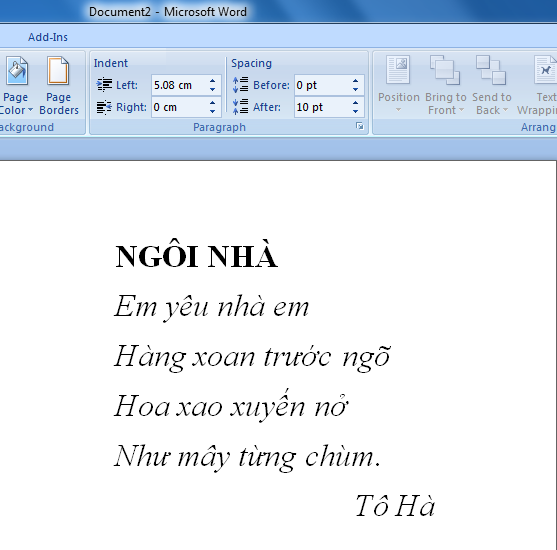 Document2 - Microsoft Word
Add-Ins
Indent
Spacing
Page Color
Page Borders
Left: 5.08 cm
Before: 0 pt
Right: 0 cm
After: 10 pt
Position
Bring to Front
Send to Back
Text Wrappin
ackground
Paragraph
Arrang
NGÔI NHÀ
Em yêu nhà em
Hàng xoan trước ngõ
Hoa xao xuyến nở
Như mây từng chùm.
Tô Hà